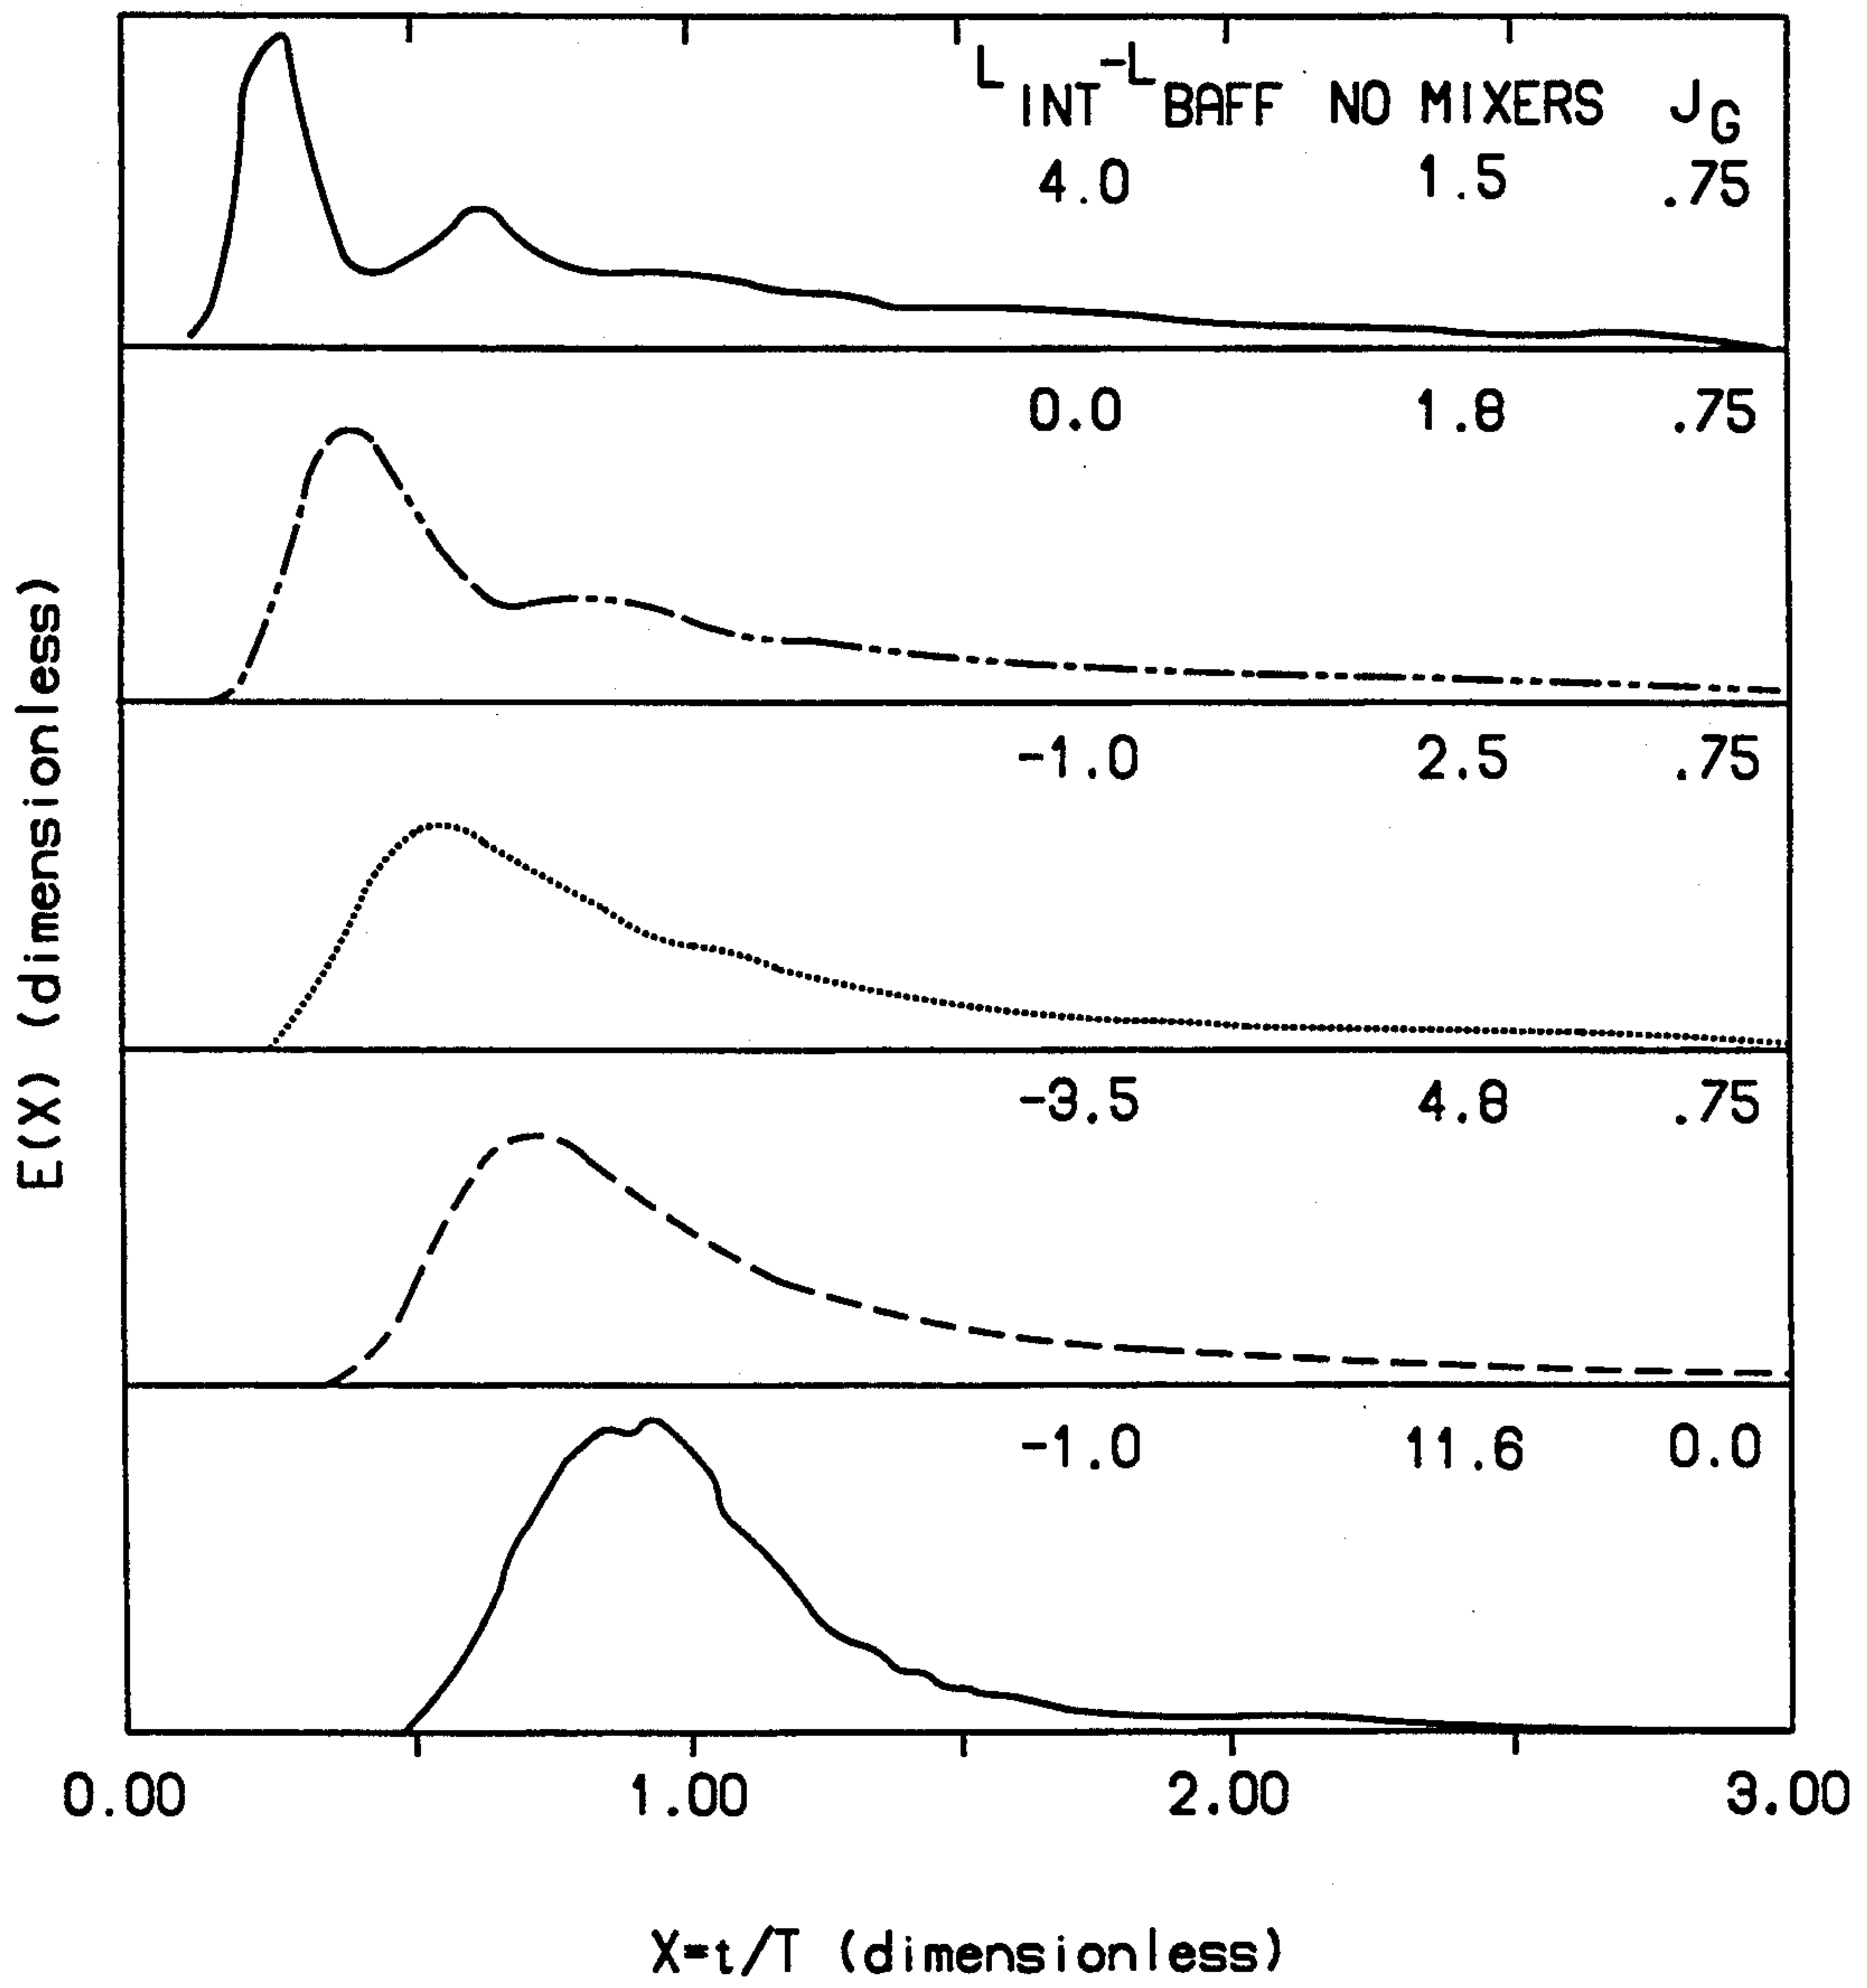 L INT -L BAFF NO MIXERS J G
4.0 1.5 .75
0.0 1.8 .75
-1.0 2.5 .75
-3.5 4.8 .75
-1.0 11.6 0.0
E(X) (dimensionless)
0.00 1.00 2.00 3.00
X=t/T (dimensionless)